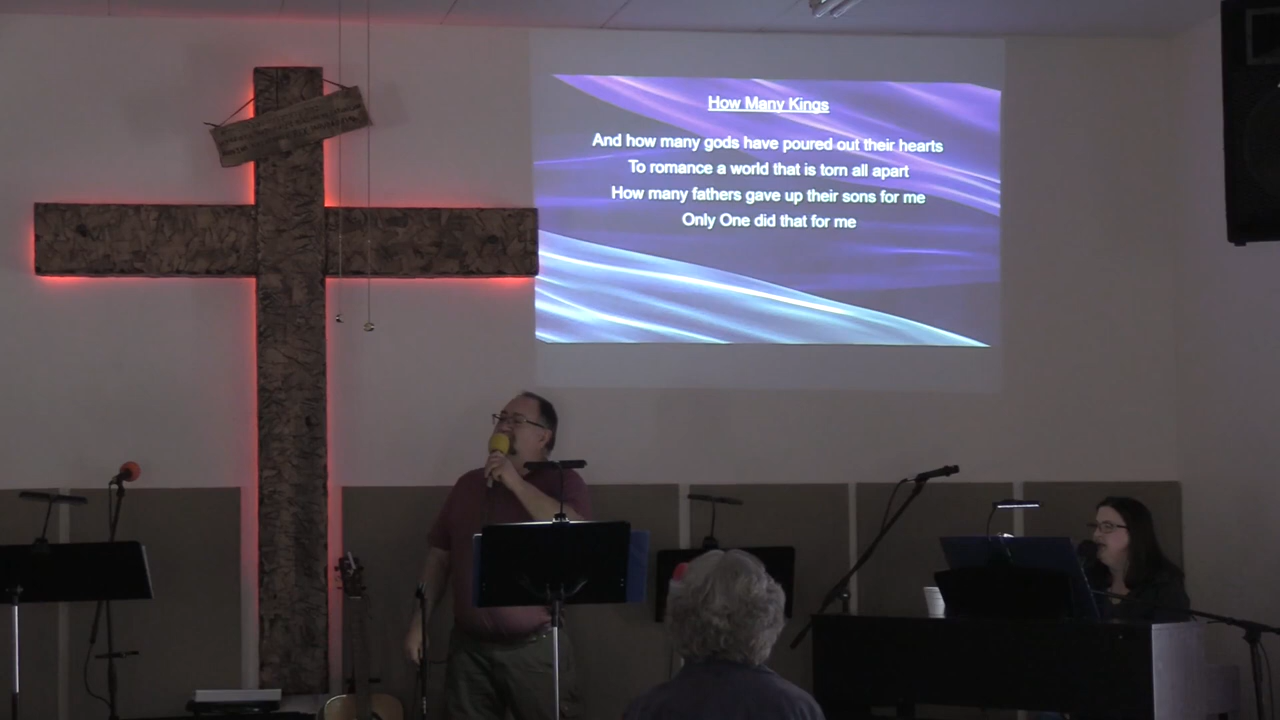 How Many Kings
And how many gods have poured out their hearts
To romance a world that is torn all apart
How many fathers gave up their sons for me
Only One did that for me